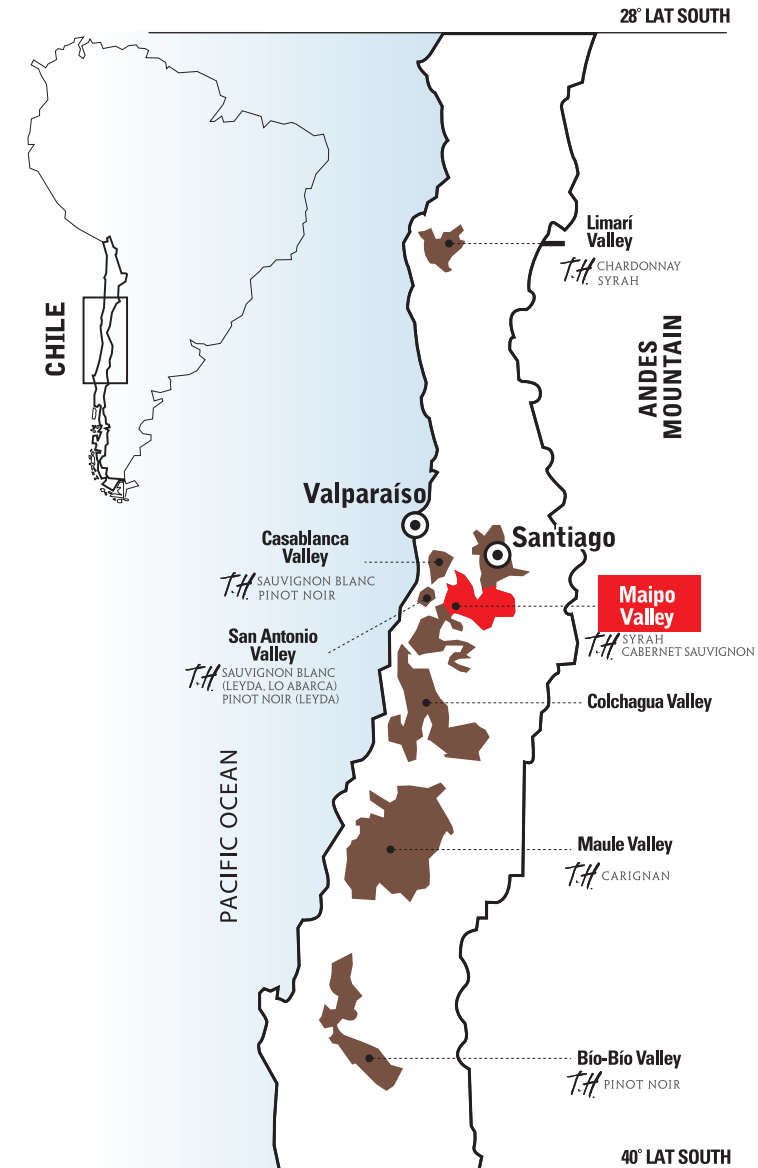 28° LAT SOUTH
Limarí
Valley
T.H. CHARDONNAY
SYRAH
CHILE
ANDES
MOUNTAIN
Valparaíso
Santiago
Casablanca
Valley
T.H. SAUVIGNON BLANC
PINOT NOIR
Maipo
Valley
T.H. SYRAH
CABERNET SAUVIGNON
San Antonio
Valley
T.H. SAUVIGNON BLANC
(LEYDA, LO ABARCA)
PINOT NOIR (LEYDA)
Colchagua Valley
PACIFIC OCEAN
Maule Valley
T.H. CARIGNAN
Bío-Bío Valley
T.H. PINOT NOIR
40° LAT SOUTH